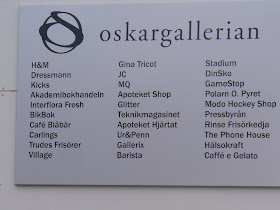 oskargallerian
H&M
Dressmann
Kicks
Akademibokhandeln
Interflora Fresh
BikBok
Café Blåbär
Carlings
Trudes Frisörer
Village
Gina Tricot
JC
MQ
Apoteket Shop
Glitter
Teknikmagasinet
Apoteket Hjärtat
Ur&Penn
Gallerix
Barista
Stadium
DinSko
GameStop
Polarn O. Pyret
Modo Hockey Shop
Pressbyrån
Rinse Frisörkedja
The Phone House
Hälsokraft
Caffé e Gelato